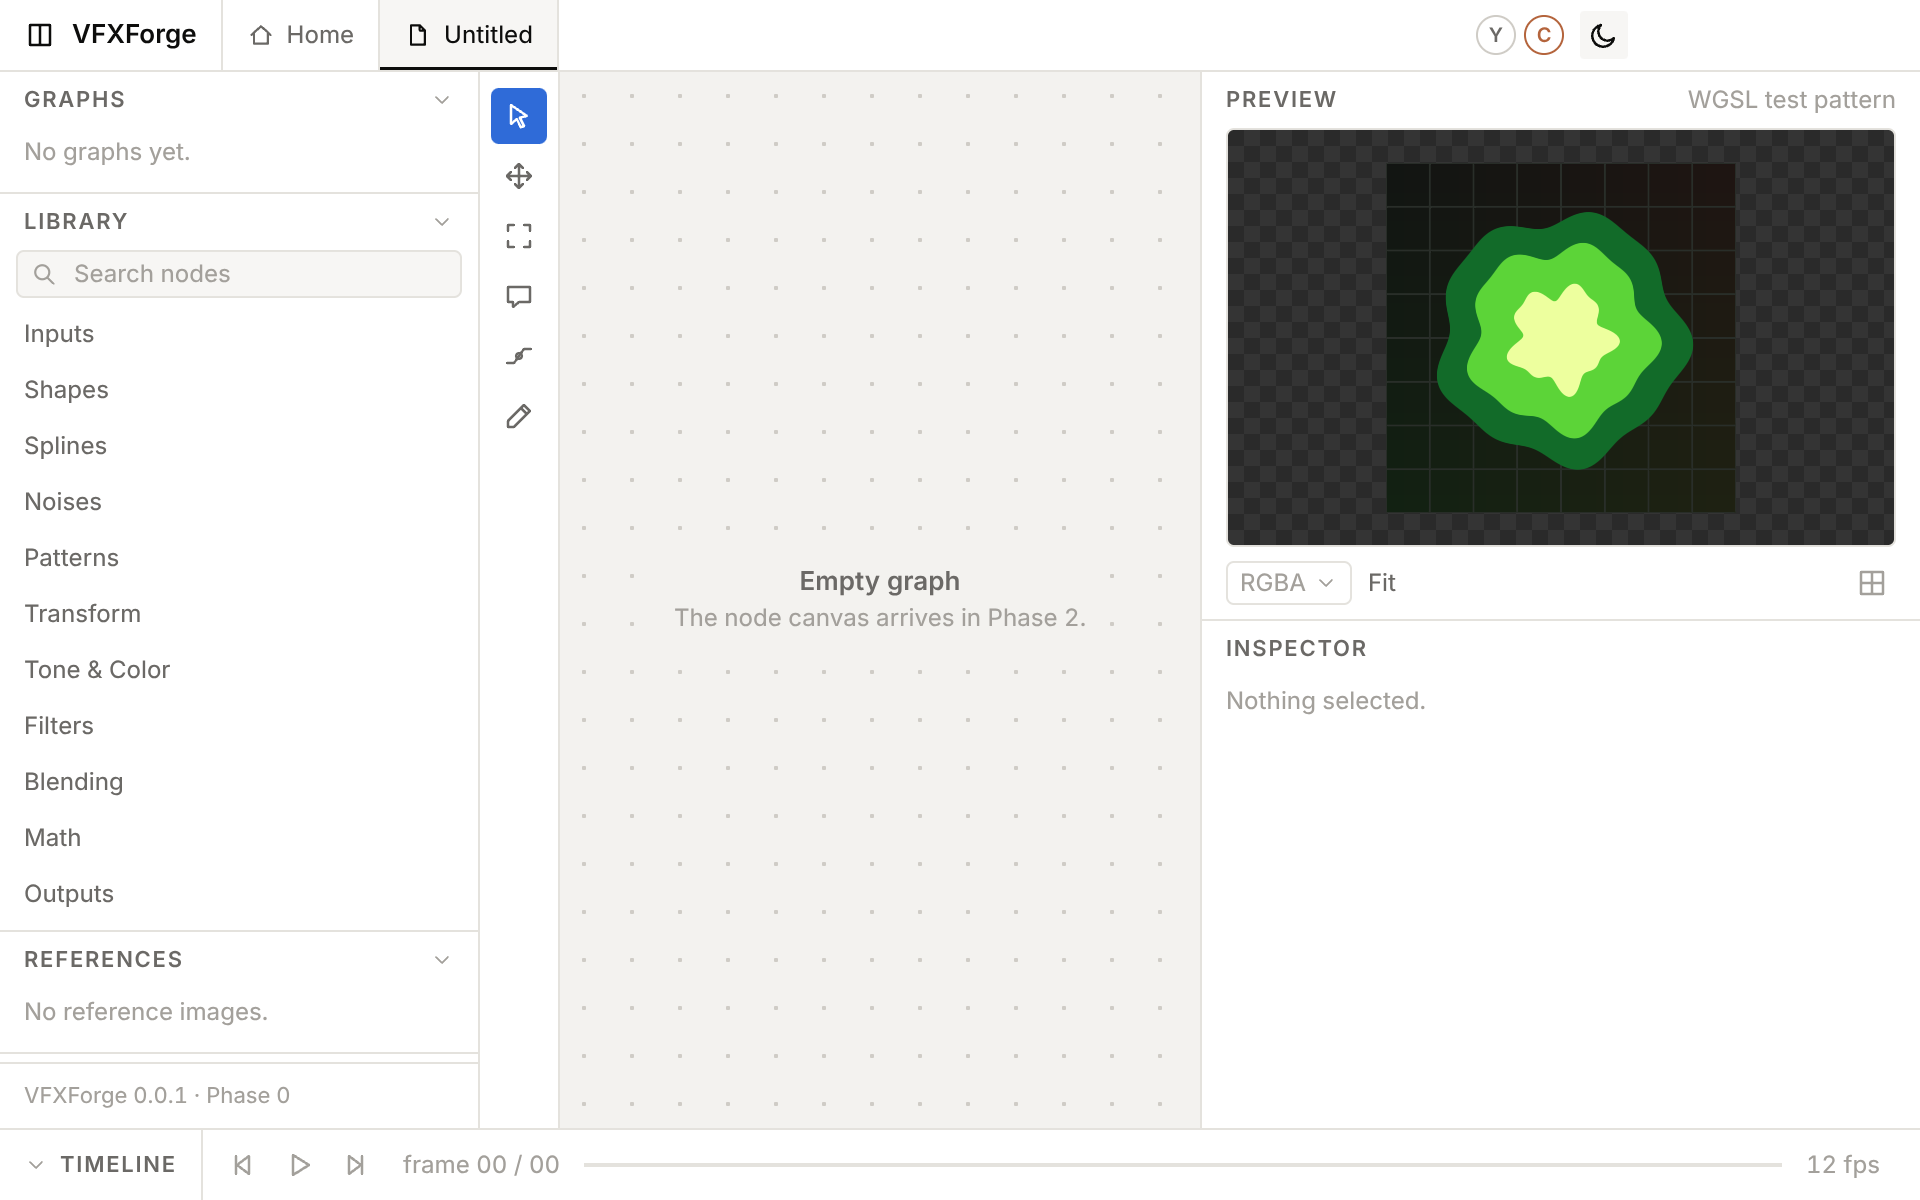 VFXForge
Home
Untitled
Y
C
GRAPHS
No graphs yet.
LIBRARY
Search nodes
Inputs
Shapes
Splines
Noises
Patterns
Transform
Tone & Color
Filters
Blending
Math
Outputs
REFERENCES
No reference images.
VFXForge 0.0.1 · Phase 0
Empty graph
The node canvas arrives in Phase 2.
PREVIEW
WGSL test pattern
RGBA
Fit
INSPECTOR
Nothing selected.
TIMELINE
frame 00 / 00
12 fps